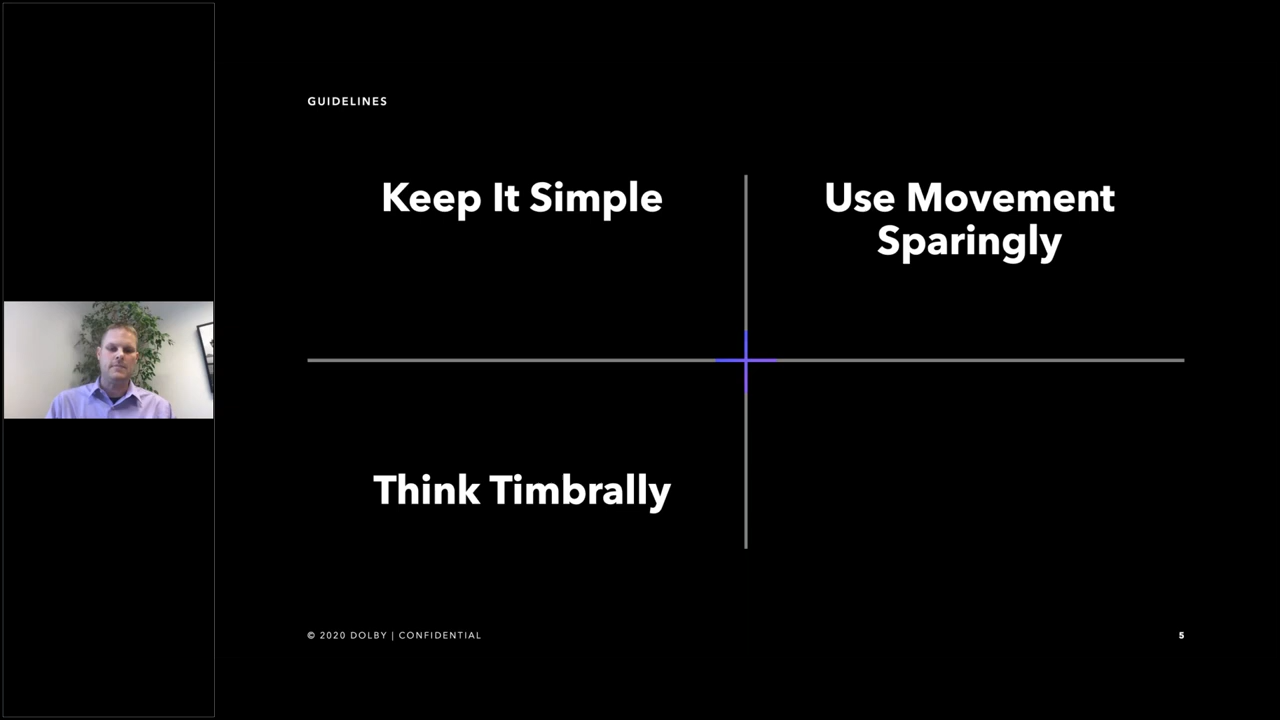 GUIDELINES
Keep It Simple
Use Movement
Sparingly
Think Timbrally
© 2020 DOLBY | CONFIDENTIAL
5